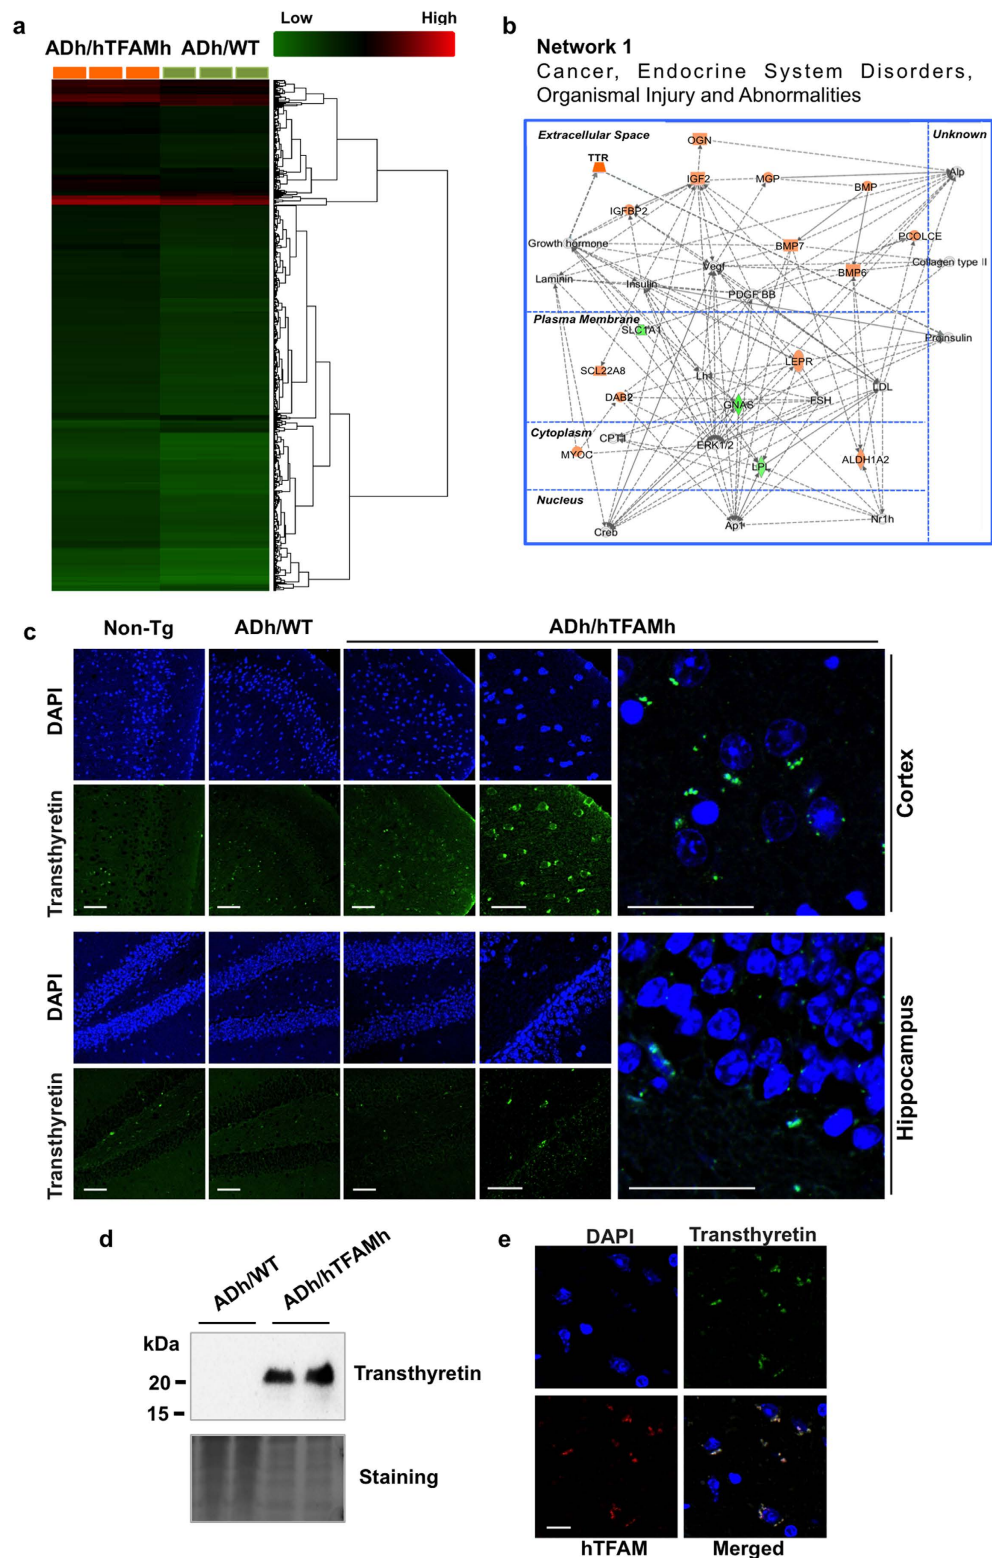 a
Low
High
ADh/hTFAMh
ADh/WT
b
Network 1
Cancer, Endocrine System Disorders,
Organismal Injury and Abnormalities
Extracellular Space
Unknown
OGN
TTR
IGF2
MGP
BMP
Alp
IGFBP2
Growth hormone
BMP7
PCOLCE
Vegf
BMP6
Collagen type II
Laminin
Insulin
PDGF BB
Plasma Membrane
SLC1A1
Proinsulin
SCL22A8
Lh
LEPR
LDL
DAB2
GNAS
FSH
Cytoplasm
CPT1
ERK1/2
MYOC
LPL
ALDH1A2
Nucleus
Creb
Ap1
Nr1h
c
Non-Tg
ADh/WT
ADh/hTFAMh
DAPI
Transthyretin
Cortex
DAPI
Transthyretin
Hippocampus
d
ADh/WT
ADh/hTFAMh
kDa
20
15
Transthyretin
Staining
e
DAPI
Transthyretin
hTFAM
Merged